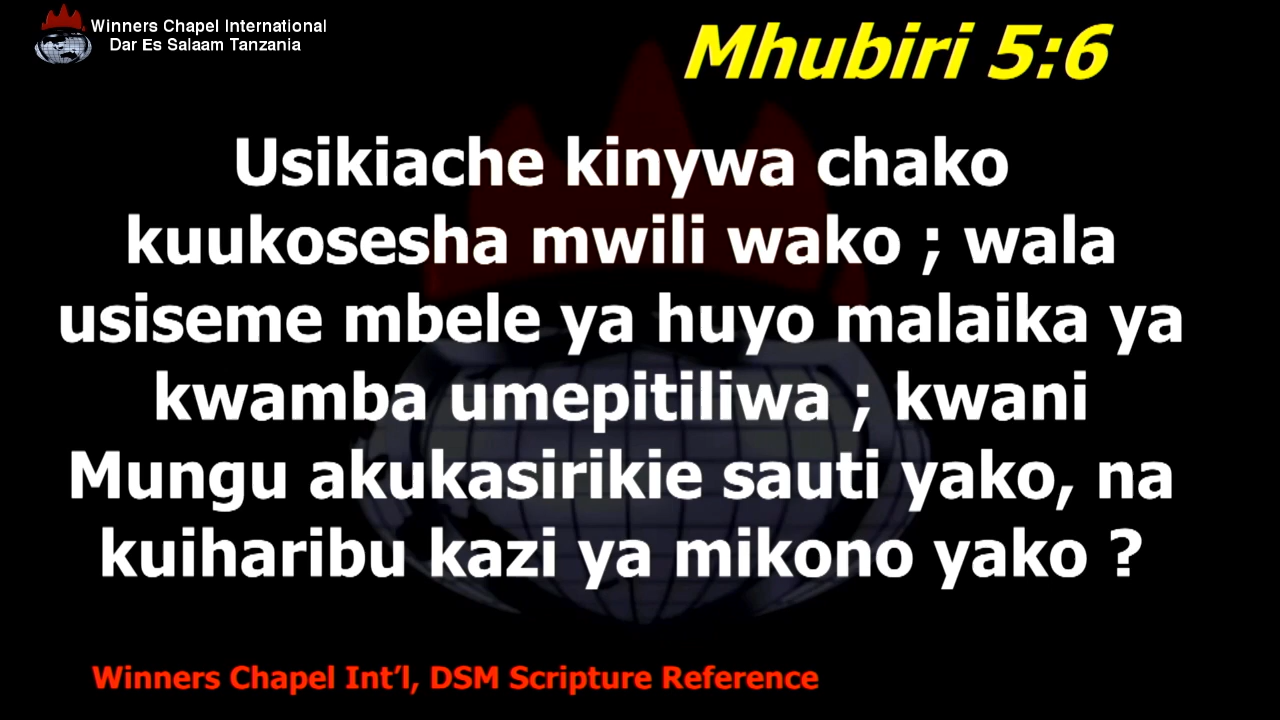 Winners Chapel International
Dar Es Salaam Tanzania
Mhubiri 5:6
Usikiache kinywa chako
kuukosesha mwili wako ; wala
usiseme mbele ya huyo malaika ya
kwamba umepitiliwa ; kwani
Mungu akukasirikie sauti yako, na
kuiharibu kazi ya mikono yako ?
Winners Chapel Int’l, DSM Scripture Reference